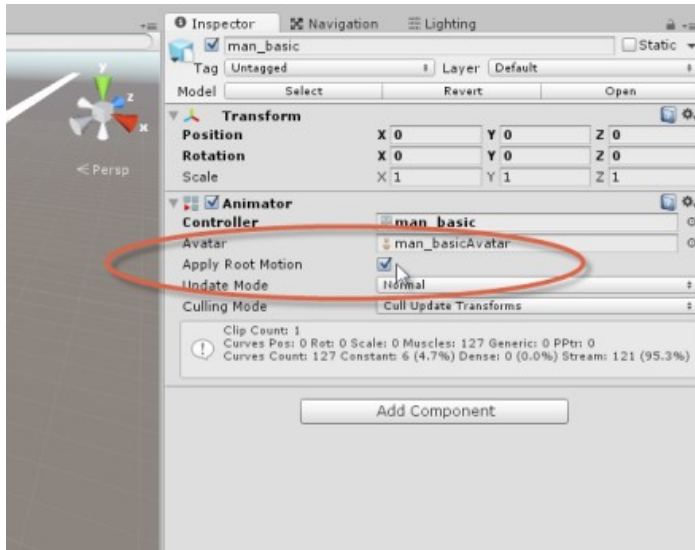 Inspector Navigation Lighting
man_basic Static
Tag Untagged Layer Default
Model Select Revert Open
Transform
Position X 0 Y 0 Z 0
Rotation X 0 Y 0 Z 0
Scale X 1 Y 1 Z 1
Animator
Controller man_basic
Avatar man_basicAvatar
Apply Root Motion
Update Mode Normal
Culling Mode Cull Update Transforms
Clip Count: 1
Curves Pos: 0 Rot: 0 Scale: 0 Muscles: 127 Generic: 0 PPtr: 0
Curves Count: 127 Constant: 6 (4.7%) Dense: 0 (0.0%) Stream: 121 (95.3%)
Add Component
y
z
x
Persp